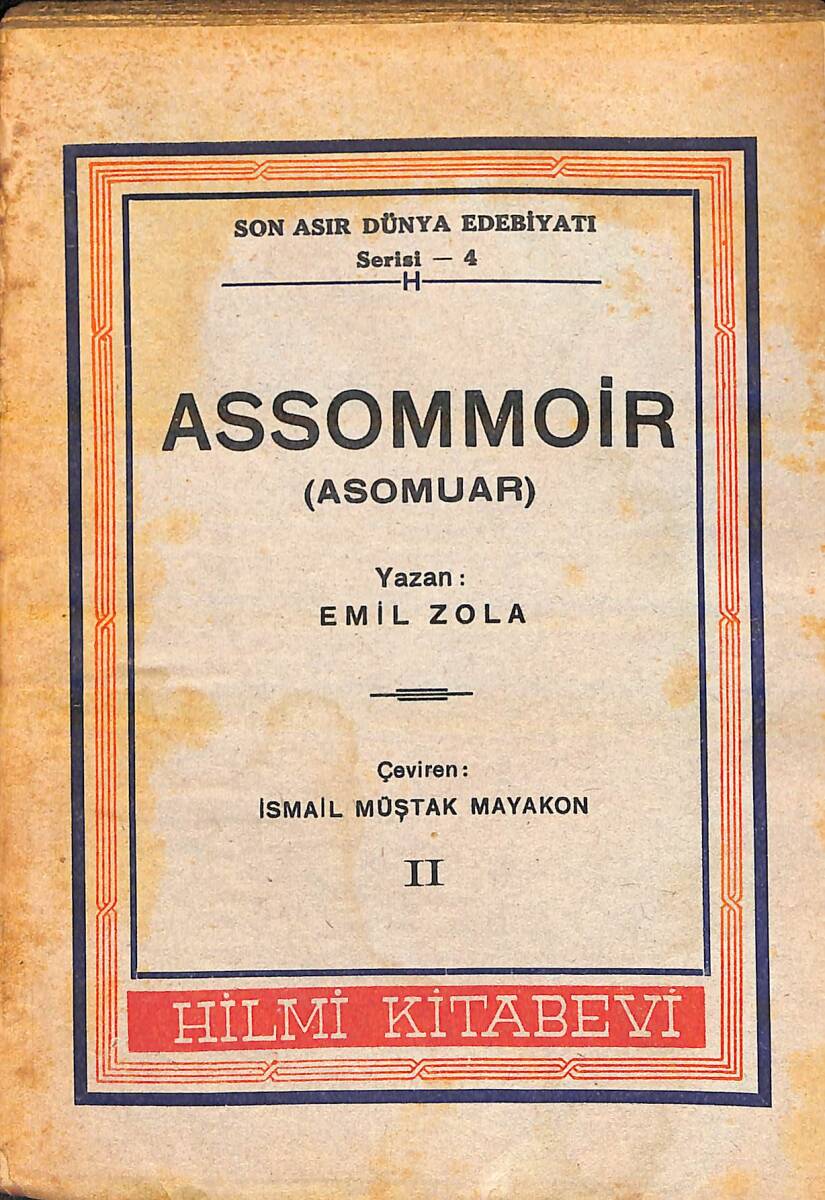 SON ASIR DÜNYA EDEBİYATI
Serisi — 4
H
ASSOMMOİR
(ASOMUAR)
Yazan :
EMİL ZOLA
Çeviren :
İSMAİL MÜŞTAK MAYAKON
II
HİLMİ KİTABEVİ